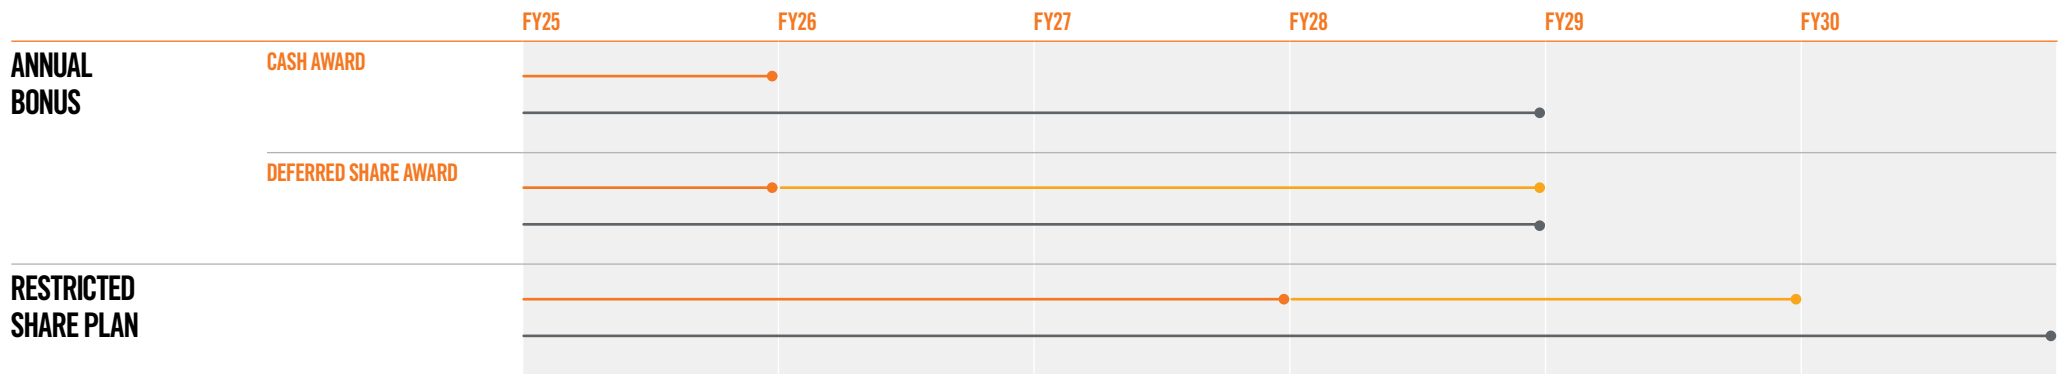 FY25 FY26 FY27 FY28 FY29 FY30
ANNUAL
BONUS
CASH AWARD
DEFERRED SHARE AWARD
RESTRICTED
SHARE PLAN